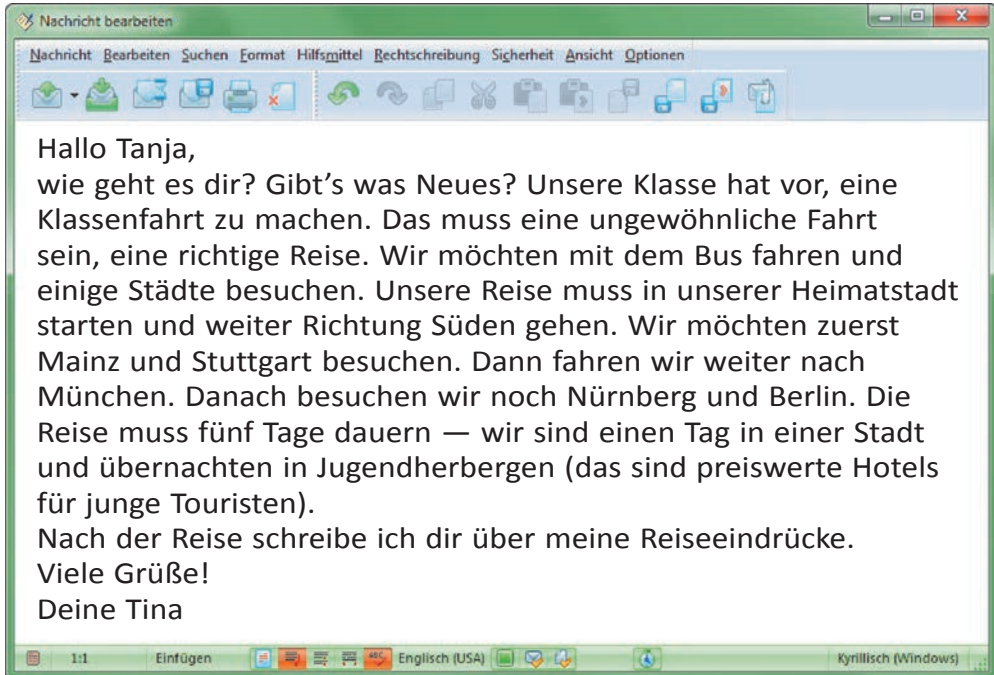 Nachricht bearbeiten
Nachricht Bearbeiten Suchen Format Hilfsmittel Rechtschreibung Sicherheit Ansicht Optionen
Hallo Tanja,
wie geht es dir? Gibt’s was Neues? Unsere Klasse hat vor, eine
Klassenfahrt zu machen. Das muss eine ungewöhnliche Fahrt
sein, eine richtige Reise. Wir möchten mit dem Bus fahren und
einige Städte besuchen. Unsere Reise muss in unserer Heimatstadt
starten und weiter Richtung Süden gehen. Wir möchten zuerst
Mainz und Stuttgart besuchen. Dann fahren wir weiter nach
München. Danach besuchen wir noch Nürnberg und Berlin. Die
Reise muss fünf Tage dauern — wir sind einen Tag in einer Stadt
und übernachten in Jugendherbergen (das sind preiswerte Hotels
für junge Touristen).
Nach der Reise schreibe ich dir über meine Reiseeindrücke.
Viele Grüße!
Deine Tina
1:1 Einfügen ABC Englisch (USA) Kyrillisch (Windows)